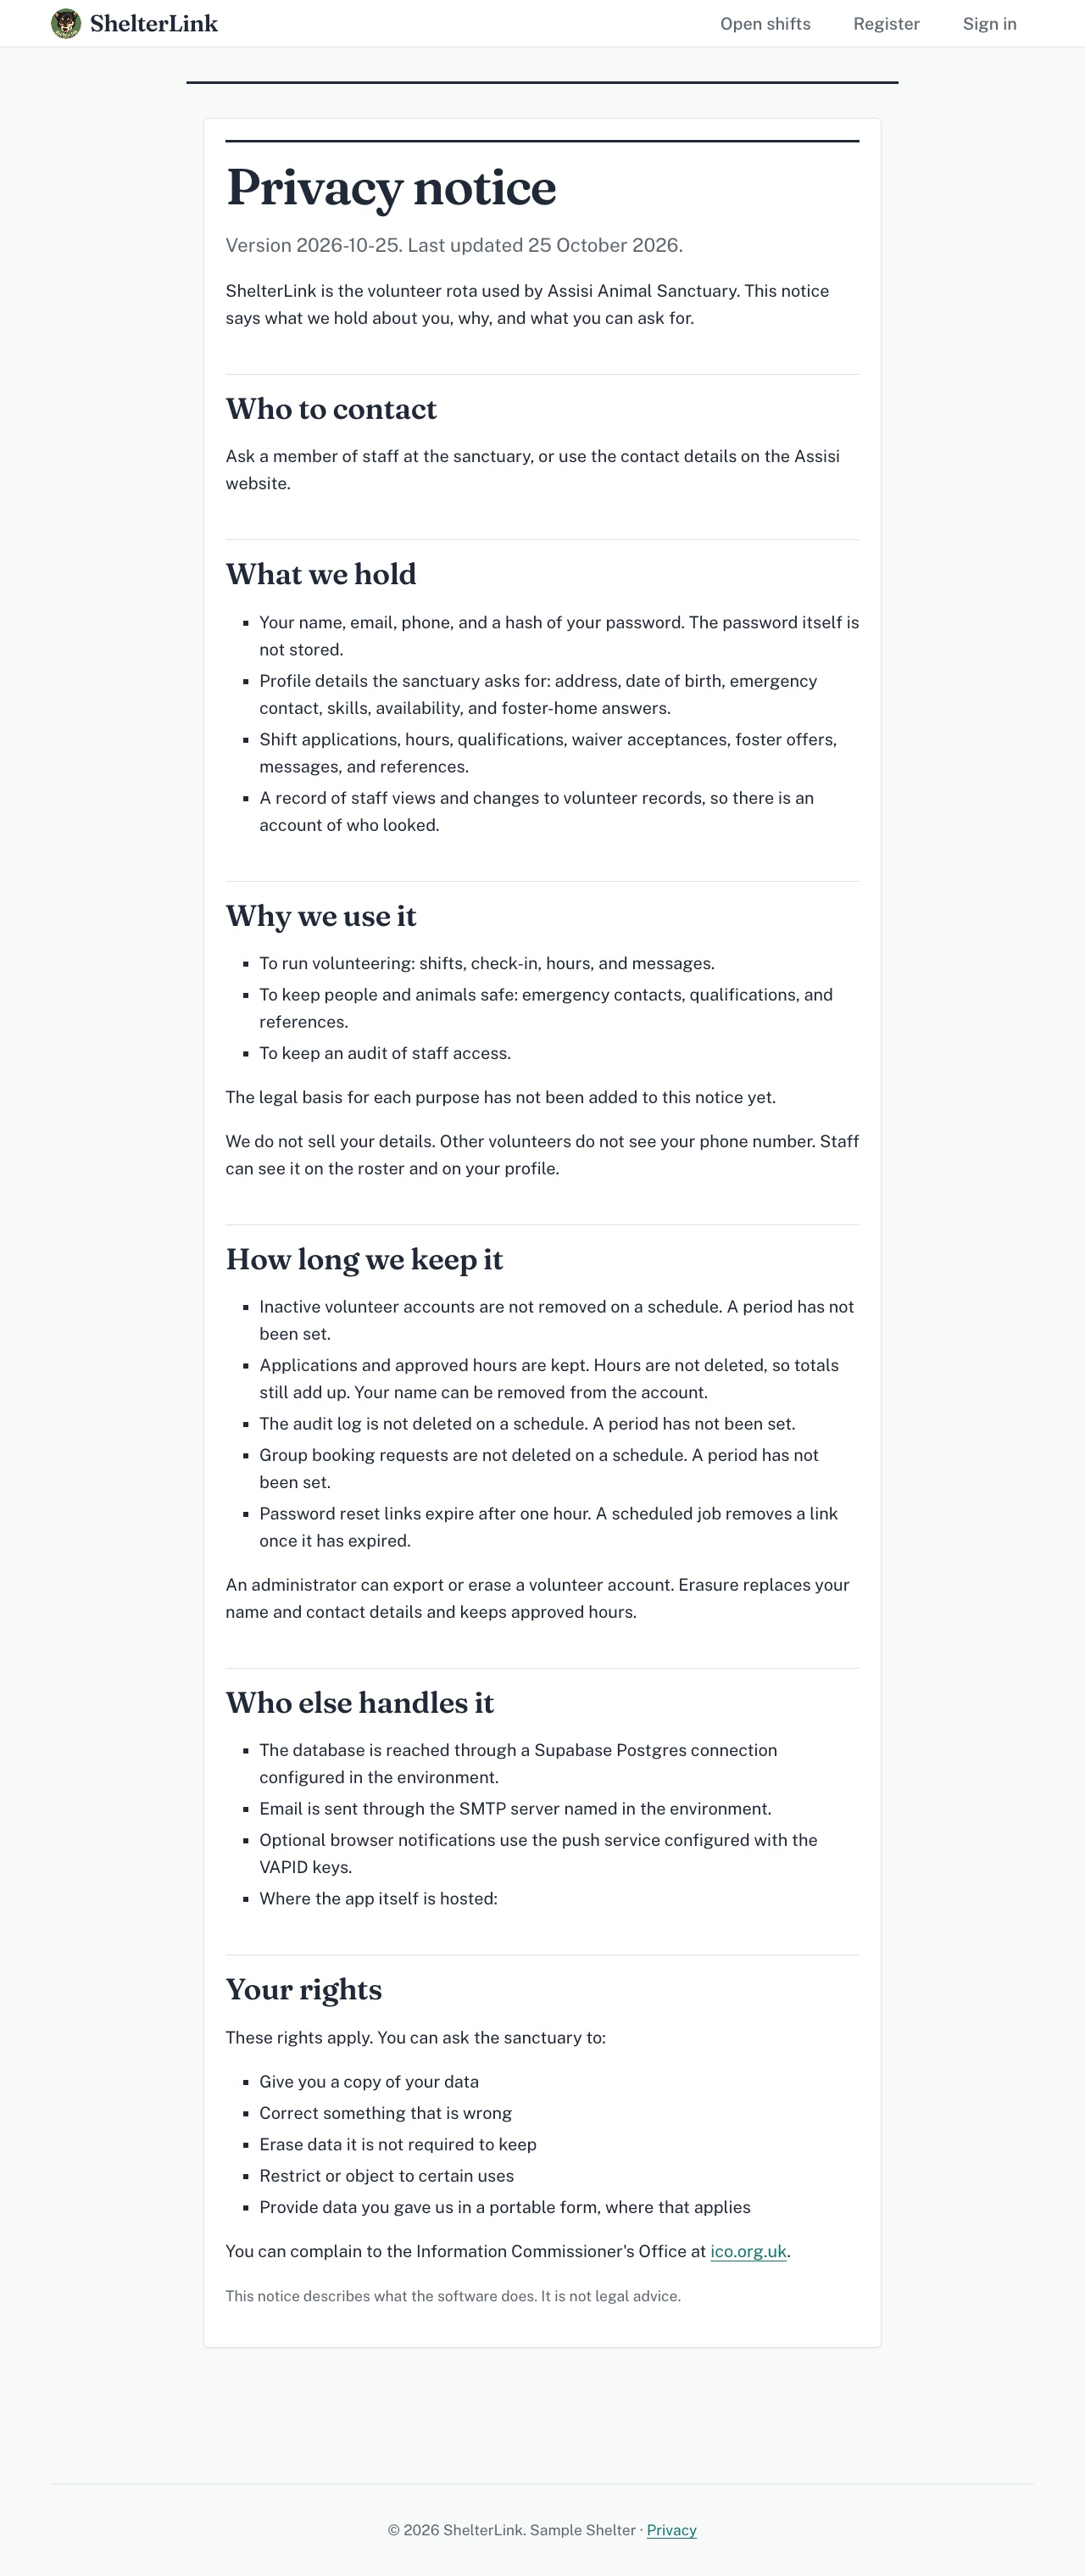 ShelterLink
Open shifts
Register
Sign in
Privacy notice
Version 2026-10-25. Last updated 25 October 2026.
ShelterLink is the volunteer rota used by Assisi Animal Sanctuary. This notice
says what we hold about you, why, and what you can ask for.
Who to contact
Ask a member of staff at the sanctuary, or use the contact details on the Assisi
website.
What we hold
Your name, email, phone, and a hash of your password. The password itself is
not stored.
Profile details the sanctuary asks for: address, date of birth, emergency
contact, skills, availability, and foster-home answers.
Shift applications, hours, qualifications, waiver acceptances, foster offers,
messages, and references.
A record of staff views and changes to volunteer records, so there is an
account of who looked.
Why we use it
To run volunteering: shifts, check-in, hours, and messages.
To keep people and animals safe: emergency contacts, qualifications, and
references.
To keep an audit of staff access.
The legal basis for each purpose has not been added to this notice yet.
We do not sell your details. Other volunteers do not see your phone number. Staff
can see it on the roster and on your profile.
How long we keep it
Inactive volunteer accounts are not removed on a schedule. A period has not
been set.
Applications and approved hours are kept. Hours are not deleted, so totals
still add up. Your name can be removed from the account.
The audit log is not deleted on a schedule. A period has not been set.
Group booking requests are not deleted on a schedule. A period has not
been set.
Password reset links expire after one hour. A scheduled job removes a link
once it has expired.
An administrator can export or erase a volunteer account. Erasure replaces your
name and contact details and keeps approved hours.
Who else handles it
The database is reached through a Supabase Postgres connection
configured in the environment.
Email is sent through the SMTP server named in the environment.
Optional browser notifications use the push service configured with the
VAPID keys.
Where the app itself is hosted:
Your rights
These rights apply. You can ask the sanctuary to:
Give you a copy of your data
Correct something that is wrong
Erase data it is not required to keep
Restrict or object to certain uses
Provide data you gave us in a portable form, where that applies
You can complain to the Information Commissioner's Office at ico.org.uk.
This notice describes what the software does. It is not legal advice.
© 2026 ShelterLink. Sample Shelter · Privacy